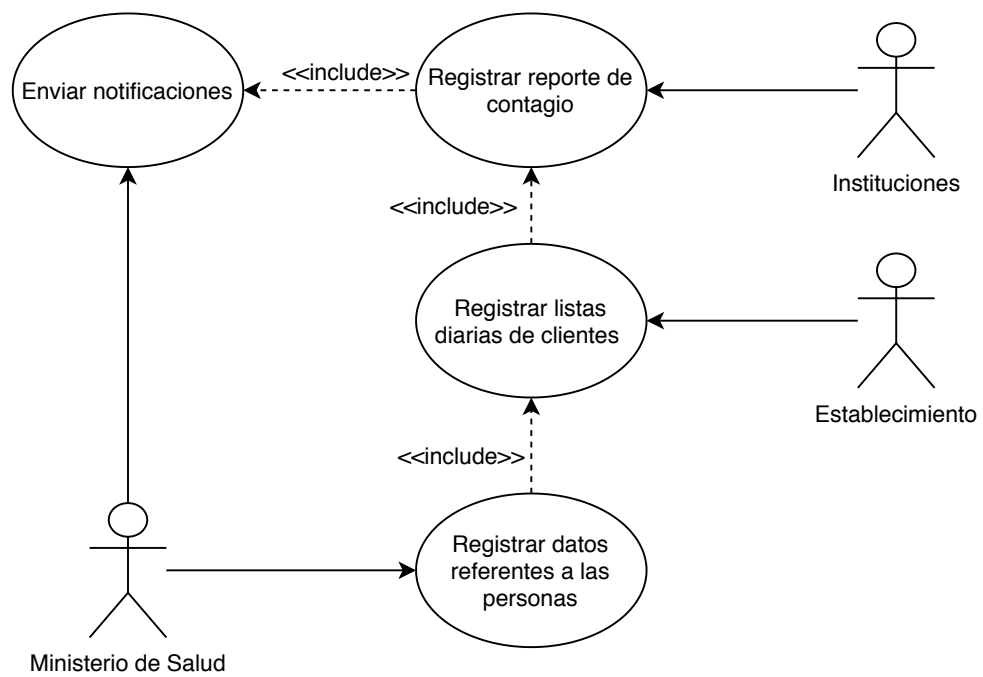 Enviar notificaciones
<<include>>
Registrar reporte de
contagio
Instituciones
<<include>>
Registrar listas
diarias de clientes
Establecimiento
<<include>>
Registrar datos
referentes a las
personas
Ministerio de Salud